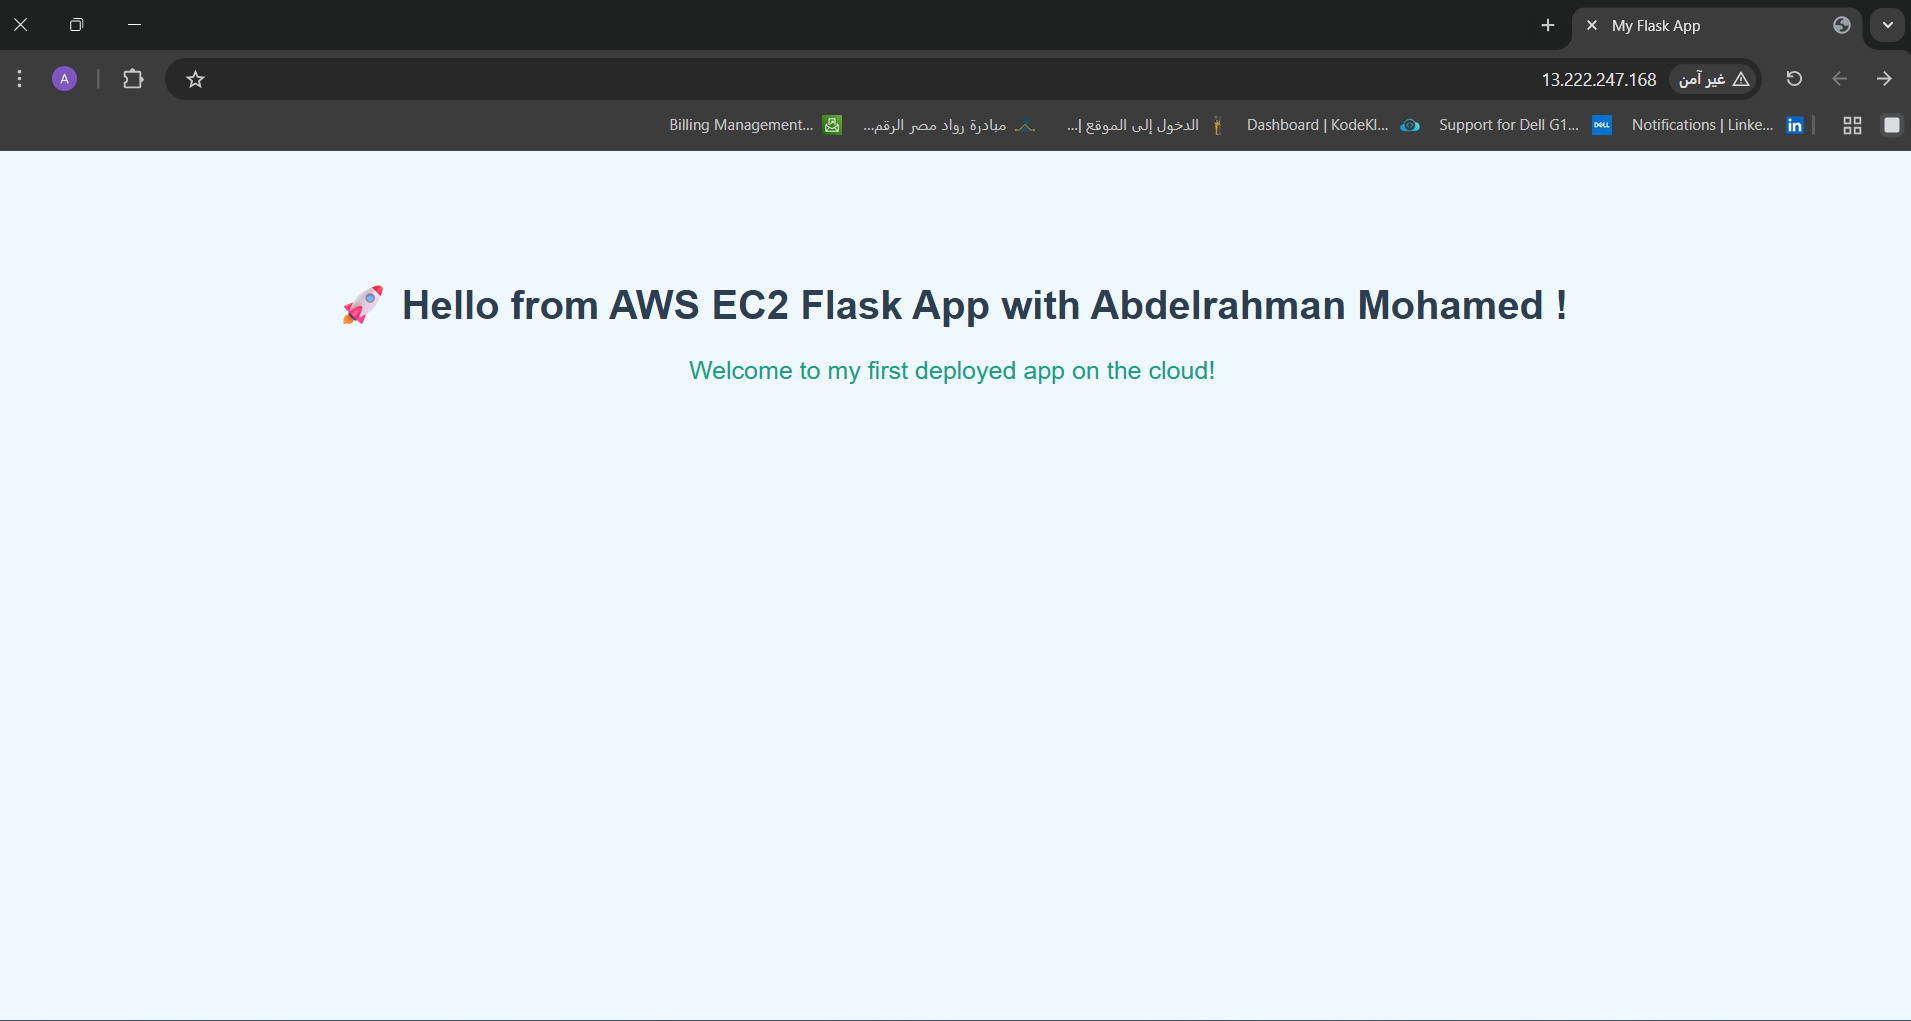 My Flask App
A
13.222.247.168
غير آمن
Notifications | Linke...
in
Support for Dell G1...
DELL
Dashboard | KodeKl...
الدخول إلى الموقع |...
مبادرة رواد مصر الرقم...
Billing Management...
🚀 Hello from AWS EC2 Flask App with Abdelrahman Mohamed !
Welcome to my first deployed app on the cloud!